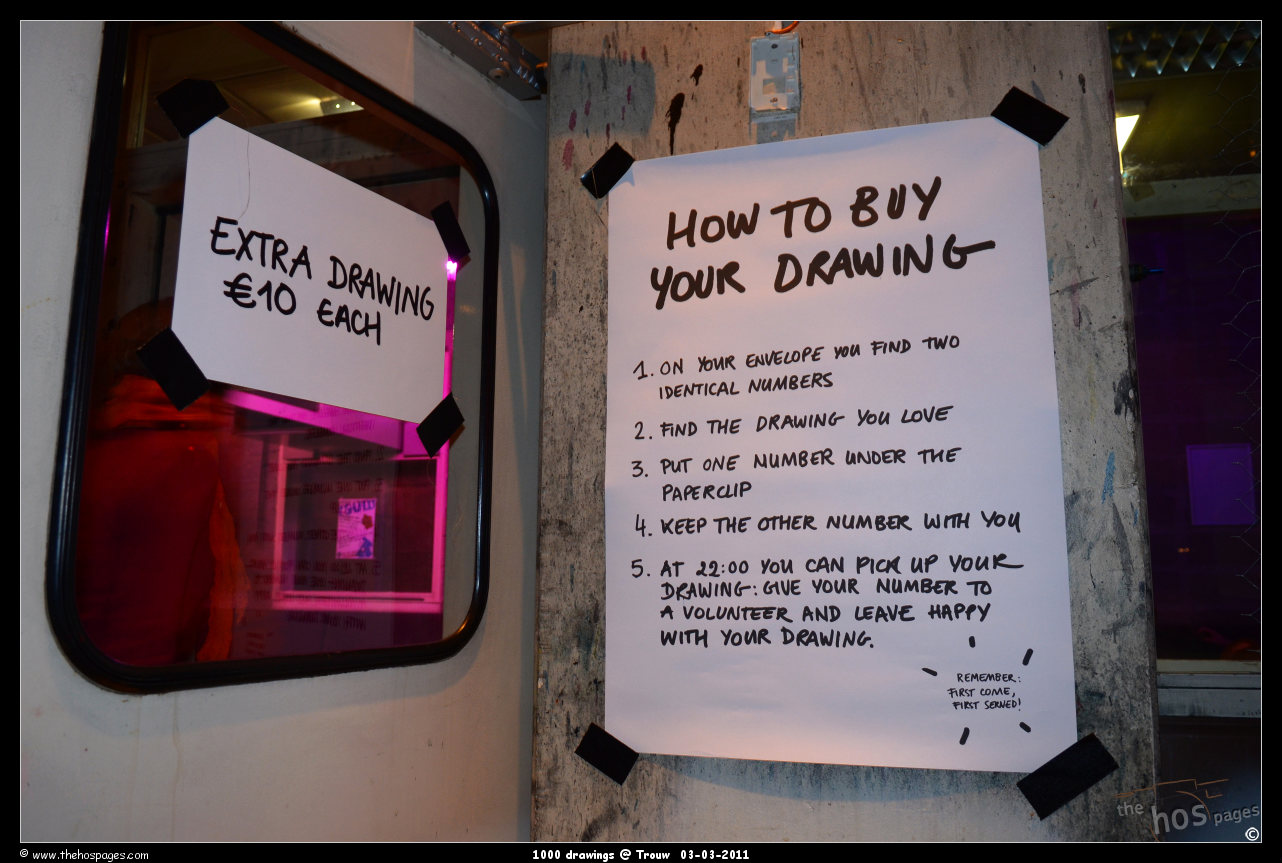 EXTRA DRAWING
€10 EACH
HOW TO BUY
YOUR DRAWING
1. ON YOUR ENVELOPE YOU FIND TWO
IDENTICAL NUMBERS
2. FIND THE DRAWING YOU LOVE
3. PUT ONE NUMBER UNDER THE
PAPERCLIP
4. KEEP THE OTHER NUMBER WITH YOU
5. AT 22:00 YOU CAN PICK UP YOUR
DRAWING: GIVE YOUR NUMBER TO
A VOLUNTEER AND LEAVE HAPPY
WITH YOUR DRAWING.
REMEMBER:
FIRST COME,
FIRST SERVED!
the hos pages
©
© www.thehospages.com
1000 drawings @ Trouw 03-03-2011